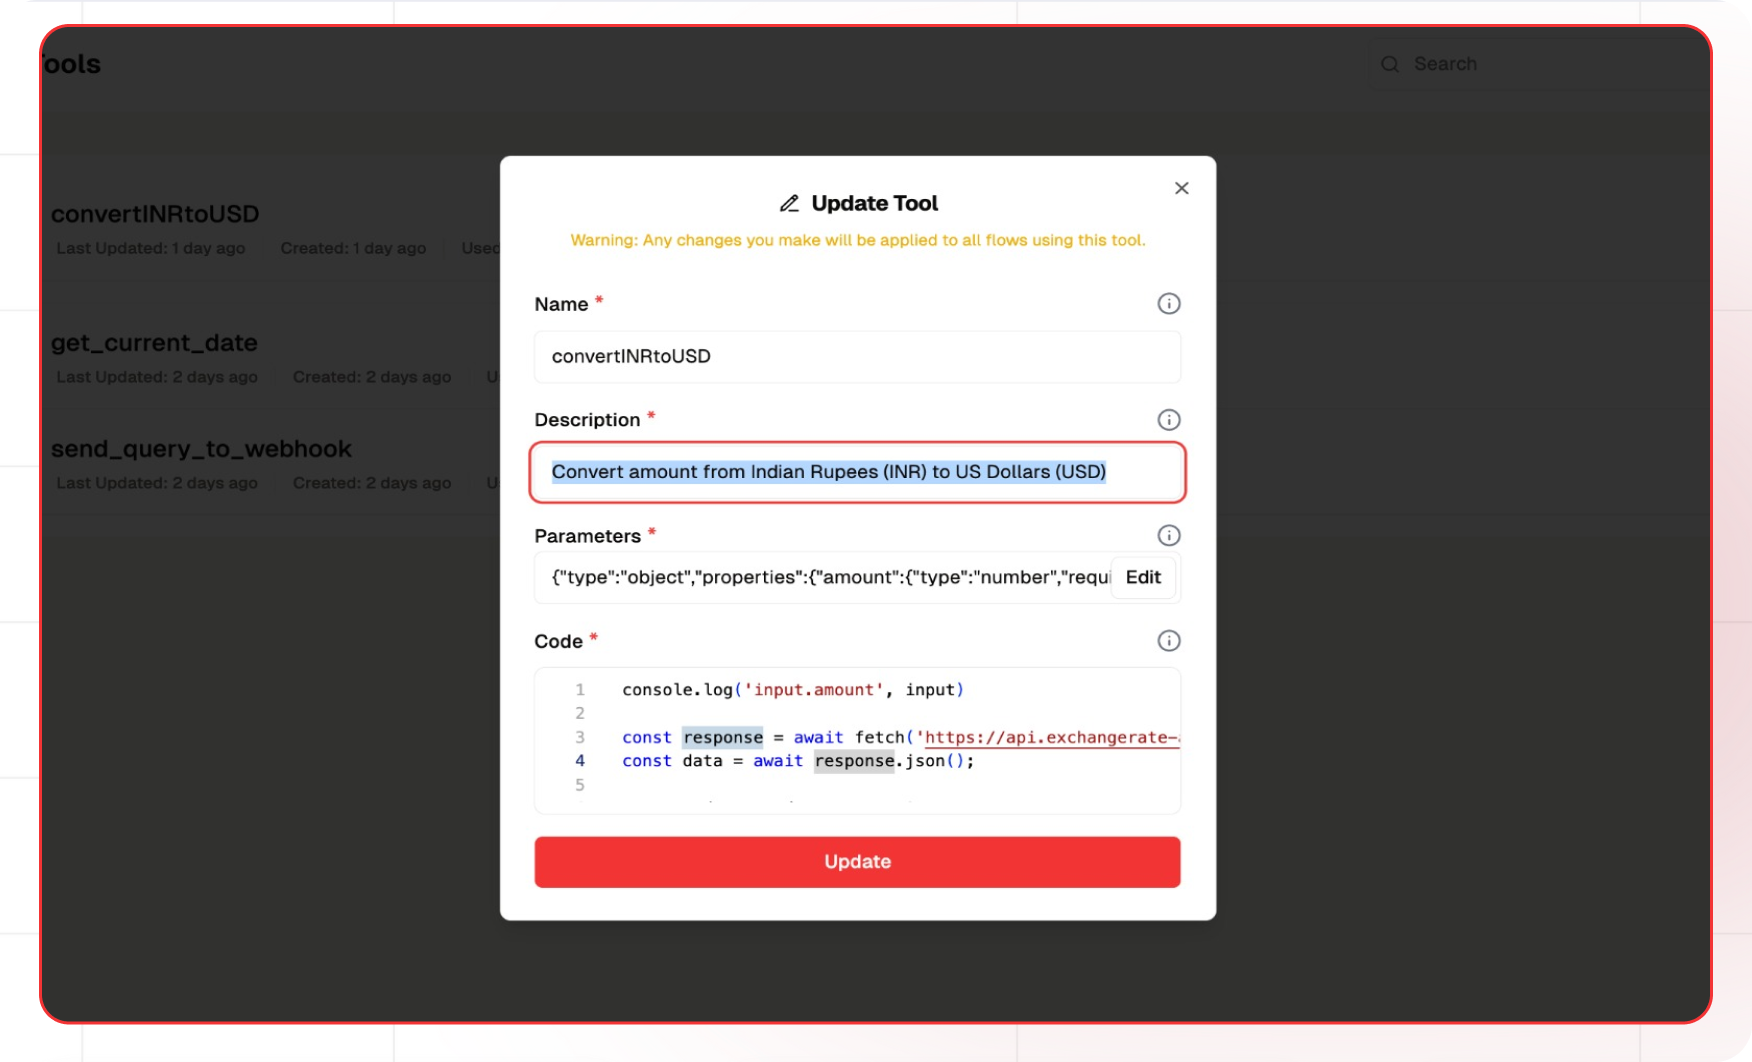 ools
Search
convertINRtoUSD
Last Updated: 1 day ago Created: 1 day ago Used
get_current_date
Last Updated: 2 days ago Created: 2 days ago
send_query_to_webhook
Last Updated: 2 days ago Created: 2 days ago
Update Tool
Warning: Any changes you make will be applied to all flows using this tool.
Name *
convertINRtoUSD
Description *
Convert amount from Indian Rupees (INR) to US Dollars (USD)
Parameters *
{"type":"object","properties":{"amount":{"type":"number","requi Edit
Code *
1 console.log('input.amount', input)
2
3 const response = await fetch('https://api.exchangerate-
4 const data = await response.json();
5
Update